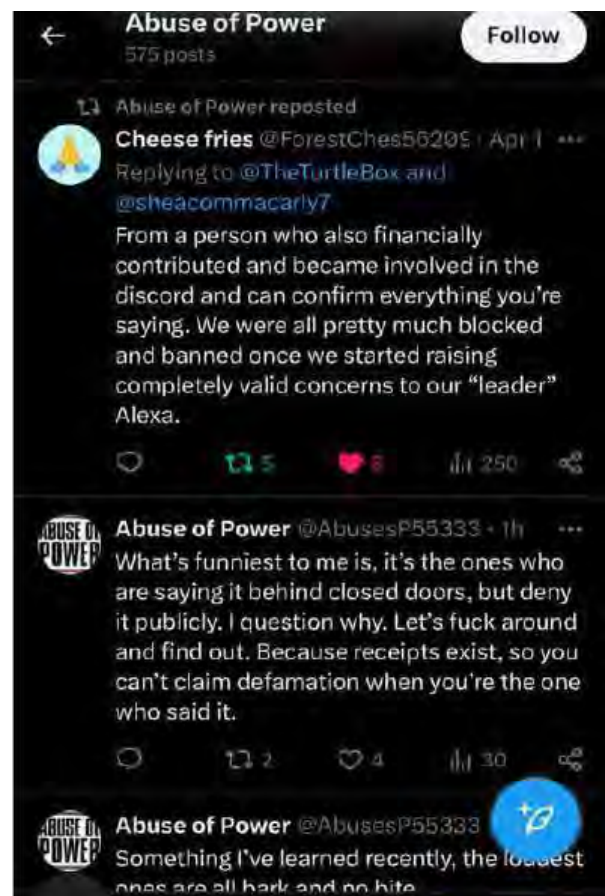 Abuse of Power
575 posts
Follow
Abuse of Power reposted
Cheese fries @ForestChes56209 · Apr 1
Replying to @TheTurtleBox and
@sheacommacarly7
From a person who also financially
contributed and became involved in the
discord and can confirm everything you're
saying. We were all pretty much blocked
and banned once we started raising
completely valid concerns to our “leader”
Alexa.
5 8 250
ABUSE OF
POWER
Abuse of Power @AbusesP55333 · 1h
What's funniest to me is, it's the ones who
are saying it behind closed doors, but deny
it publicly. I question why. Let's fuck around
and find out. Because receipts exist, so you
can't claim defamation when you're the one
who said it.
2 4 30
ABUSE OF
POWER
Abuse of Power @AbusesP55333
Something I've learned recently, the loudest
ones are all bark and no bite